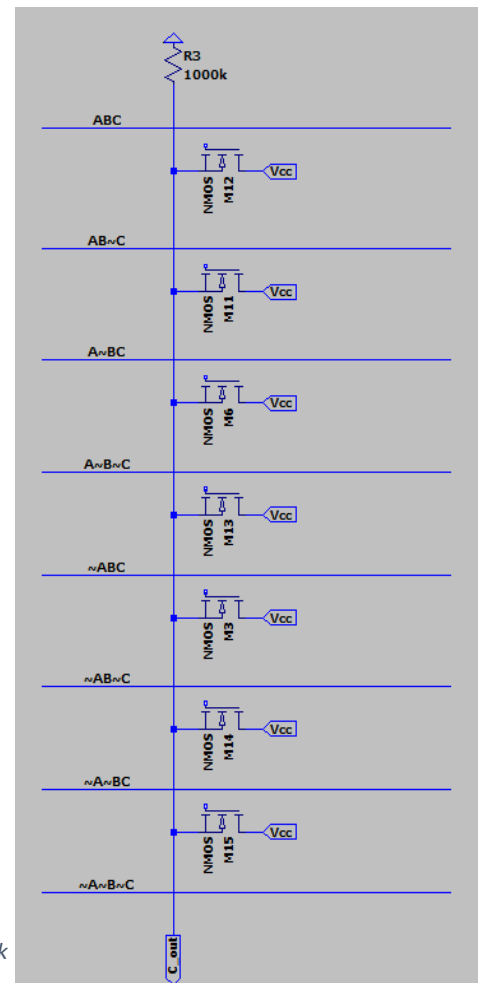 R3
1000k
ABC
Vcc
NMOS
M12
AB~C
Vcc
NMOS
M11
A~BC
Vcc
NMOS
M6
A~B~C
Vcc
NMOS
M13
~ABC
Vcc
NMOS
M3
~AB~C
Vcc
NMOS
M14
~A~BC
Vcc
NMOS
M15
~A~B~C
k
C_out